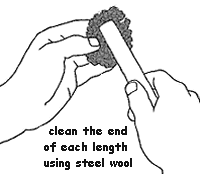 clean the end
of each length
using steel wool